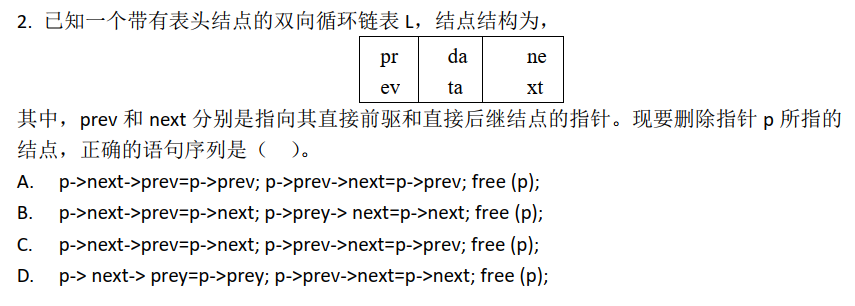 2. 已知一个带有表头结点的双向循环链表 L，结点结构为，
pr da ne
ev ta xt
其中，prev 和 next 分别是指向其直接前驱和直接后继结点的指针。现要删除指针 p 所指的
结点，正确的语句序列是（ ）。
A. p->next->prev=p->prev; p->prev->next=p->prev; free (p);
B. p->next->prev=p->next; p->prey-> next=p->next; free (p);
C. p->next->prev=p->next; p->prev->next=p->prev; free (p);
D. p-> next-> prey=p->prey; p->prev->next=p->next; free (p);